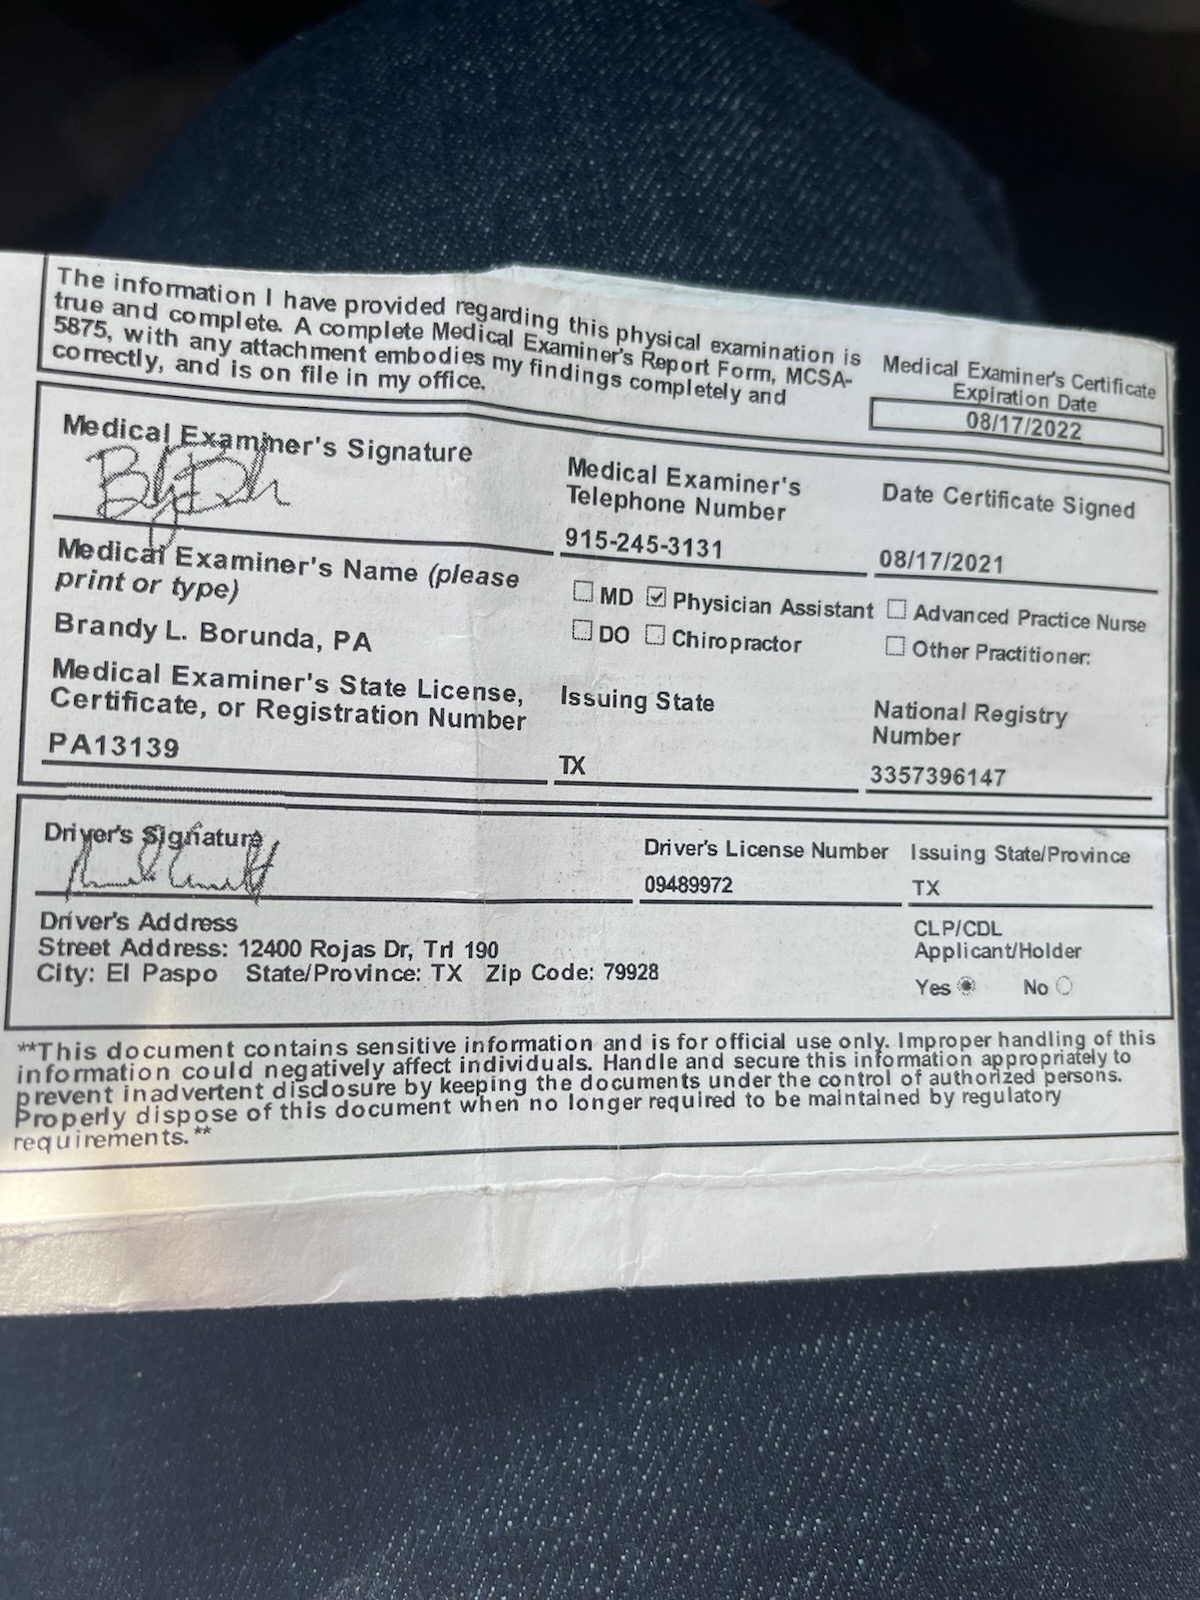 The information I have provided regarding this physical examination is
true and complete. A complete Medical Examiner's Report Form, MCSA-
5875, with any attachment embodies my findings completely and
correctly, and is on file in my office.
Medical Examiner's Certificate
Expiration Date
08/17/2022
Medical Examiner's Signature
Medical Examiner's
Telephone Number
915-245-3131
Date Certificate Signed
08/17/2021
Medical Examiner's Name (please
print or type)
Brandy L. Borunda, PA
MD Physician Assistant Advanced Practice Nurse
DO Chiropractor Other Practitioner:
Medical Examiner's State License,
Certificate, or Registration Number
PA13139
Issuing State
TX
National Registry
Number
3357396147
Driver's Signature
Driver's License Number
09489972
Issuing State/Province
TX
Driver's Address
Street Address: 12400 Rojas Dr, Trl 190
City: El Paspo State/Province: TX Zip Code: 79928
CLP/CDL
Applicant/Holder
Yes No
**This document contains sensitive information and is for official use only. Improper handling of this
information could negatively affect individuals. Handle and secure this information appropriately to
prevent inadvertent disclosure by keeping the documents under the control of authorized persons.
Properly dispose of this document when no longer required to be maintained by regulatory
requirements.**